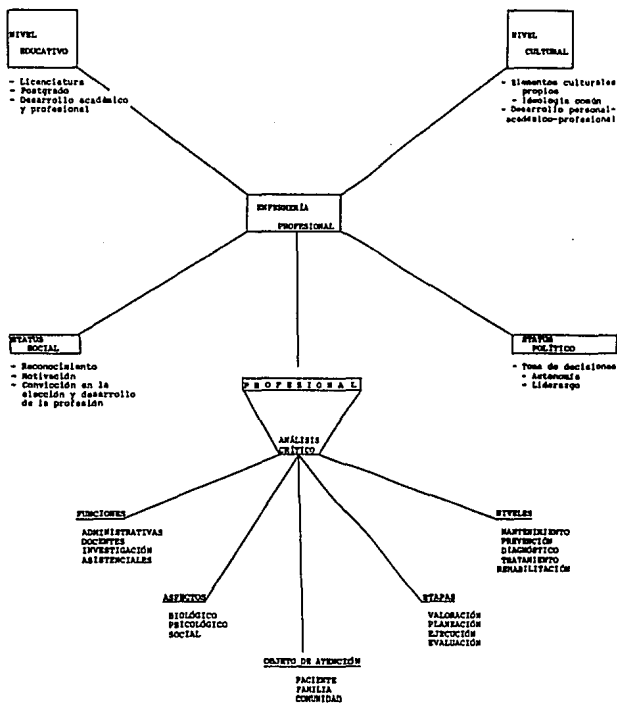 NIVEL
EDUCATIVO
- Licenciatura
- Postgrado
- Desarrollo académico
y profesional
NIVEL
CULTURAL
- Elementos culturales
propios
- Ideología común
- Desarrollo personal-
académico-profesional
ENFERMERÍA
PROFESIONAL
STATUS
SOCIAL
- Reconocimiento
- Motivación
- Convicción en la
elección y desarrollo
de la profesión
STATUS
POLÍTICO
- Toma de decisiones
- Autonomía
- Liderazgo
PROFESIONAL
ANÁLISIS
CRÍTICO
FUNCIONES
ADMINISTRATIVAS
DOCENTES
INVESTIGACIÓN
ASISTENCIALES
NIVELES
MANTENIMIENTO
PREVENCIÓN
DIAGNÓSTICO
TRATAMIENTO
REHABILITACIÓN
ASPECTOS
BIOLÓGICO
PSICOLÓGICO
SOCIAL
ETAPAS
VALORACIÓN
PLANEACIÓN
EJECUCIÓN
EVALUACIÓN
OBJETO DE ATENCIÓN
PACIENTE
FAMILIA
COMUNIDAD